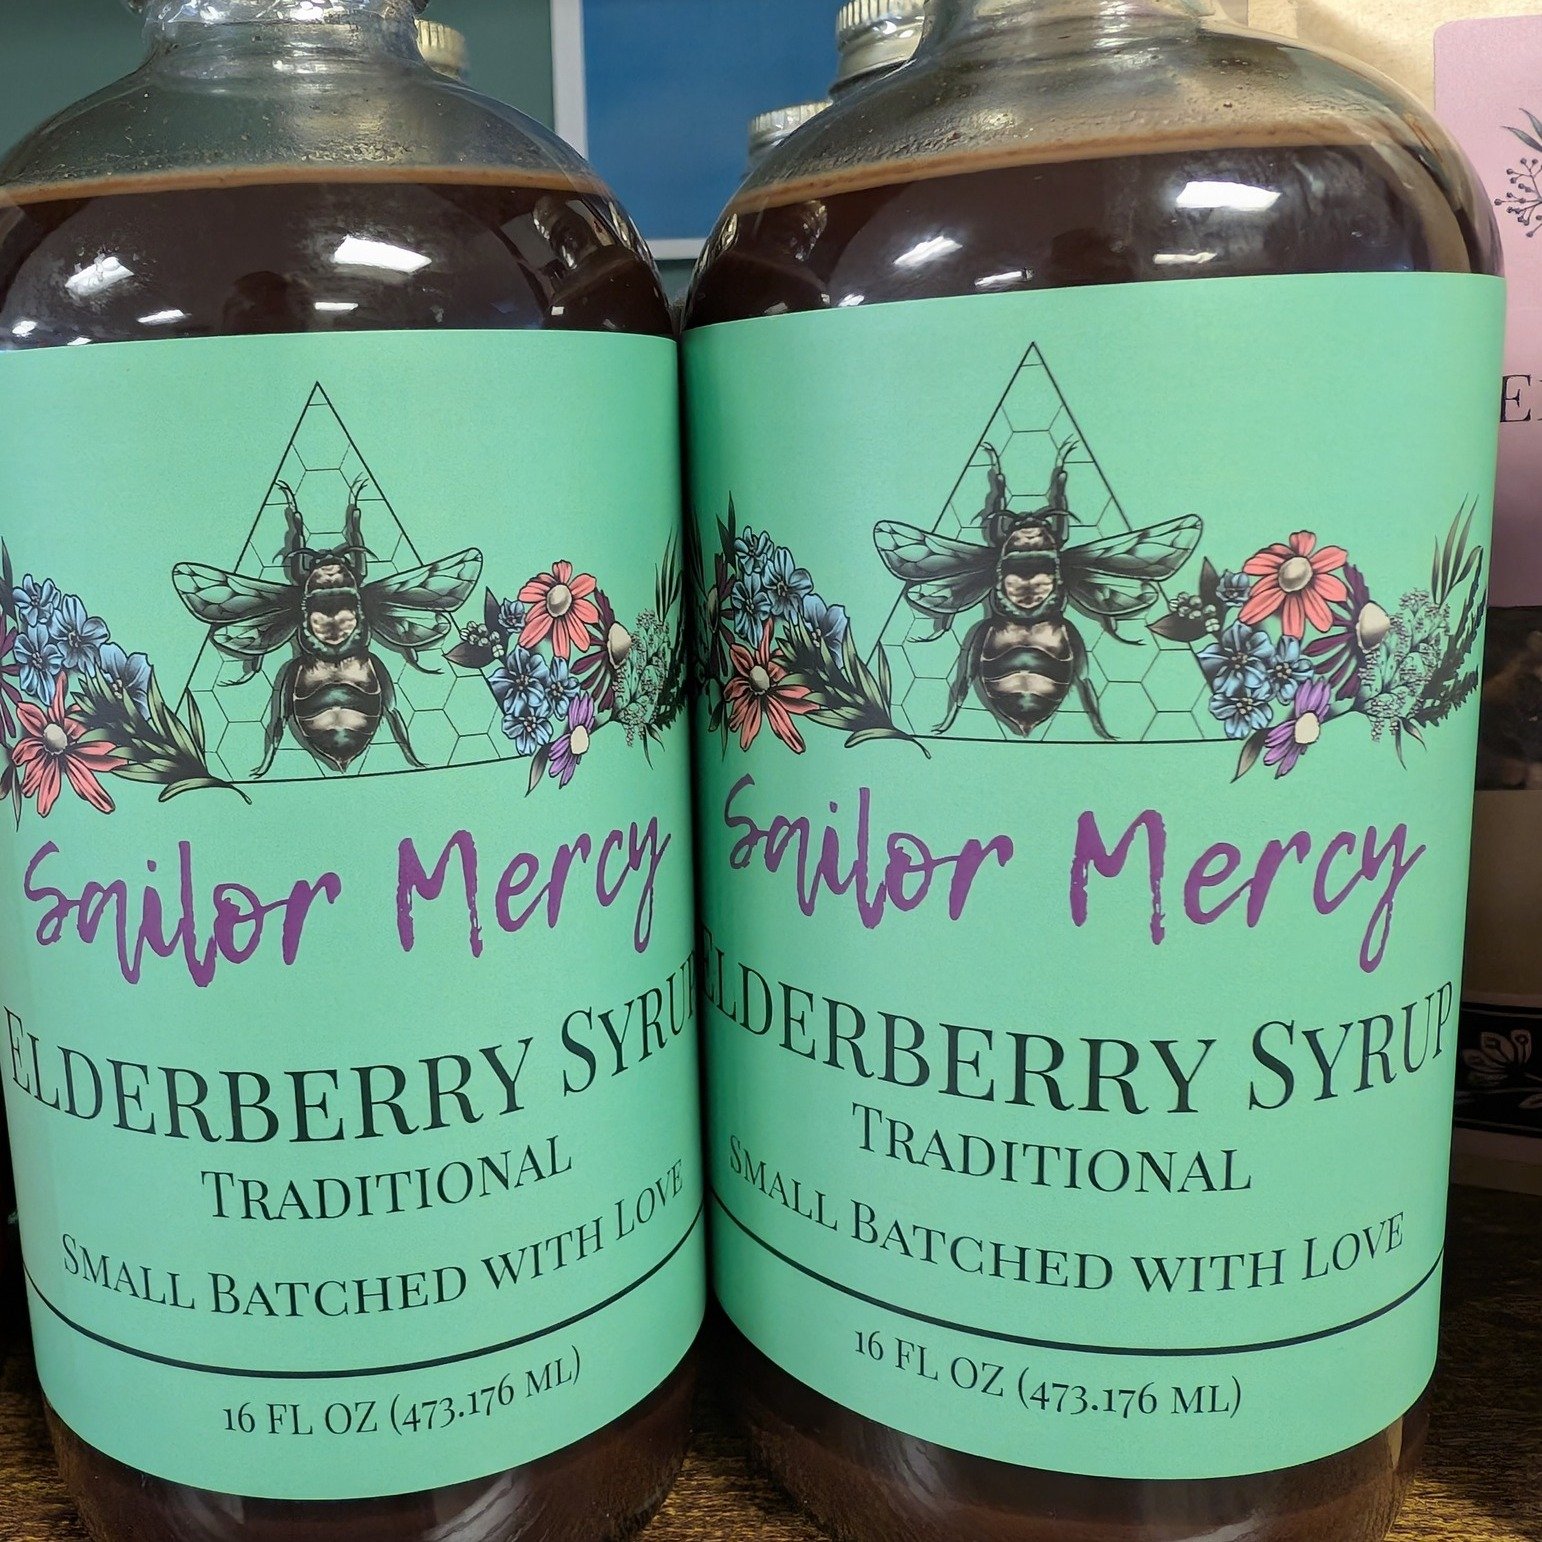 Sailor Mercy
Elderberry Syrup
Traditional
Small Batched with Love
16 FL OZ (473.176 ML)
Sailor Mercy
Elderberry Syrup
Traditional
Small Batched with Love
16 FL OZ (473.176 ML)